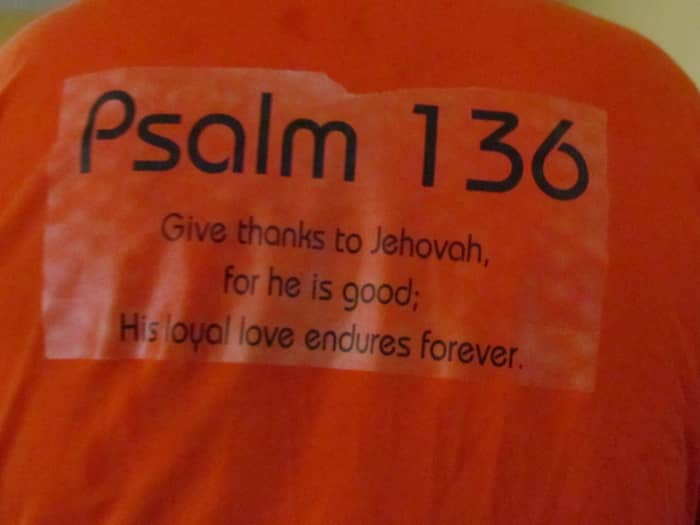 Psalm 136
Give thanks to Jehovah,
for he is good;
His loyal love endures forever.